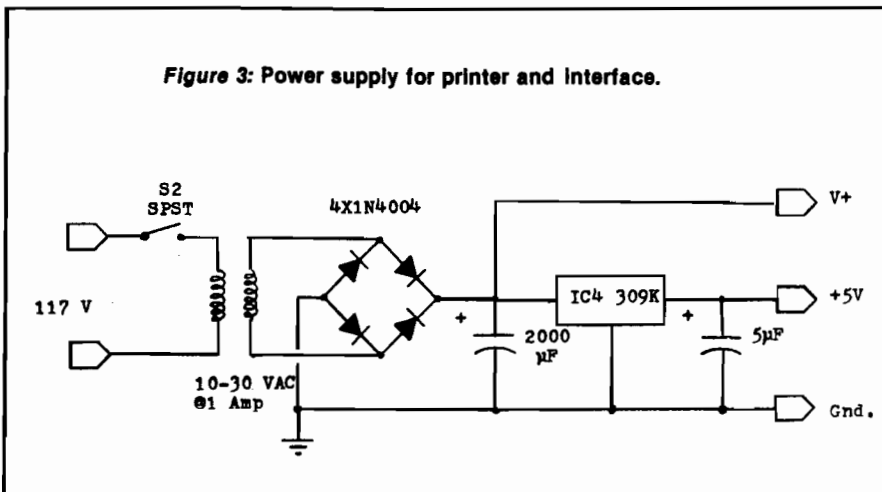 Figure 3: Power supply for printer and interface.
S2
SPST
4X1N4004
V+
117 V
IC4 309K
+5V
+
+
2000
µF
5µF
10-30 VAC
@1 Amp
Gnd.